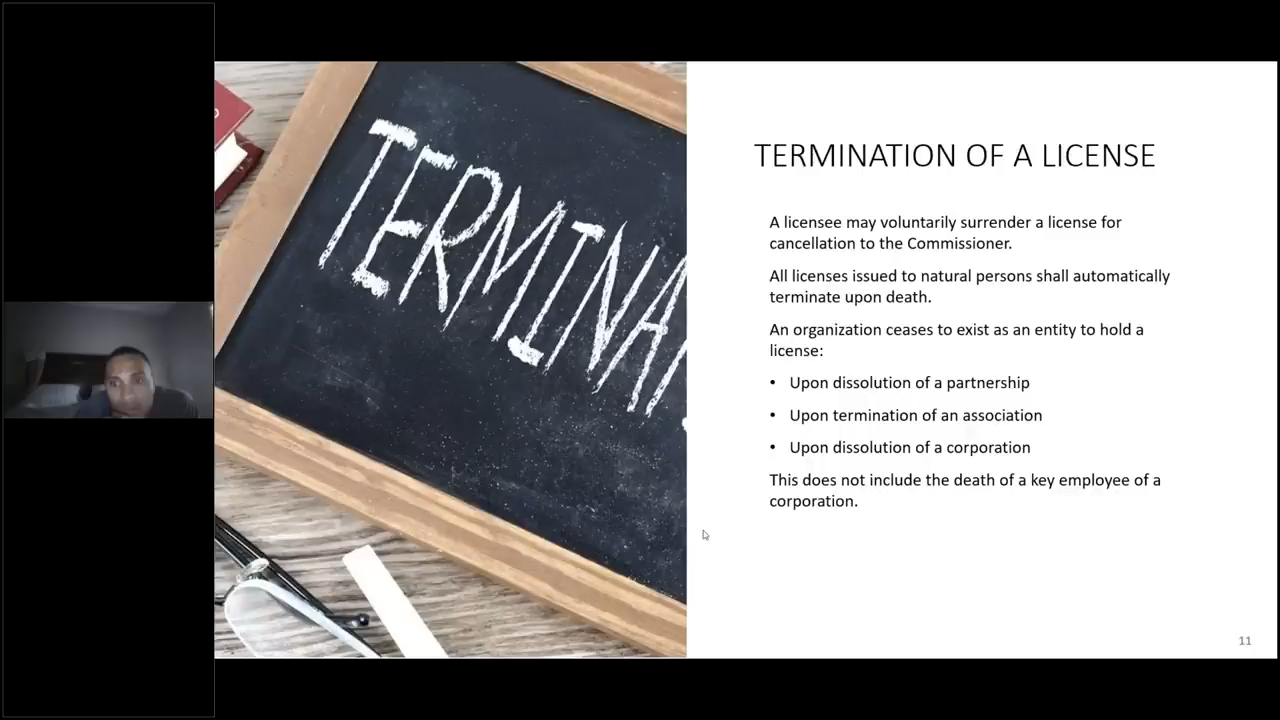 TERMINA
TERMINATION OF A LICENSE
A licensee may voluntarily surrender a license for
cancellation to the Commissioner.
All licenses issued to natural persons shall automatically
terminate upon death.
An organization ceases to exist as an entity to hold a
license:
• Upon dissolution of a partnership
• Upon termination of an association
• Upon dissolution of a corporation
This does not include the death of a key employee of a
corporation.
11